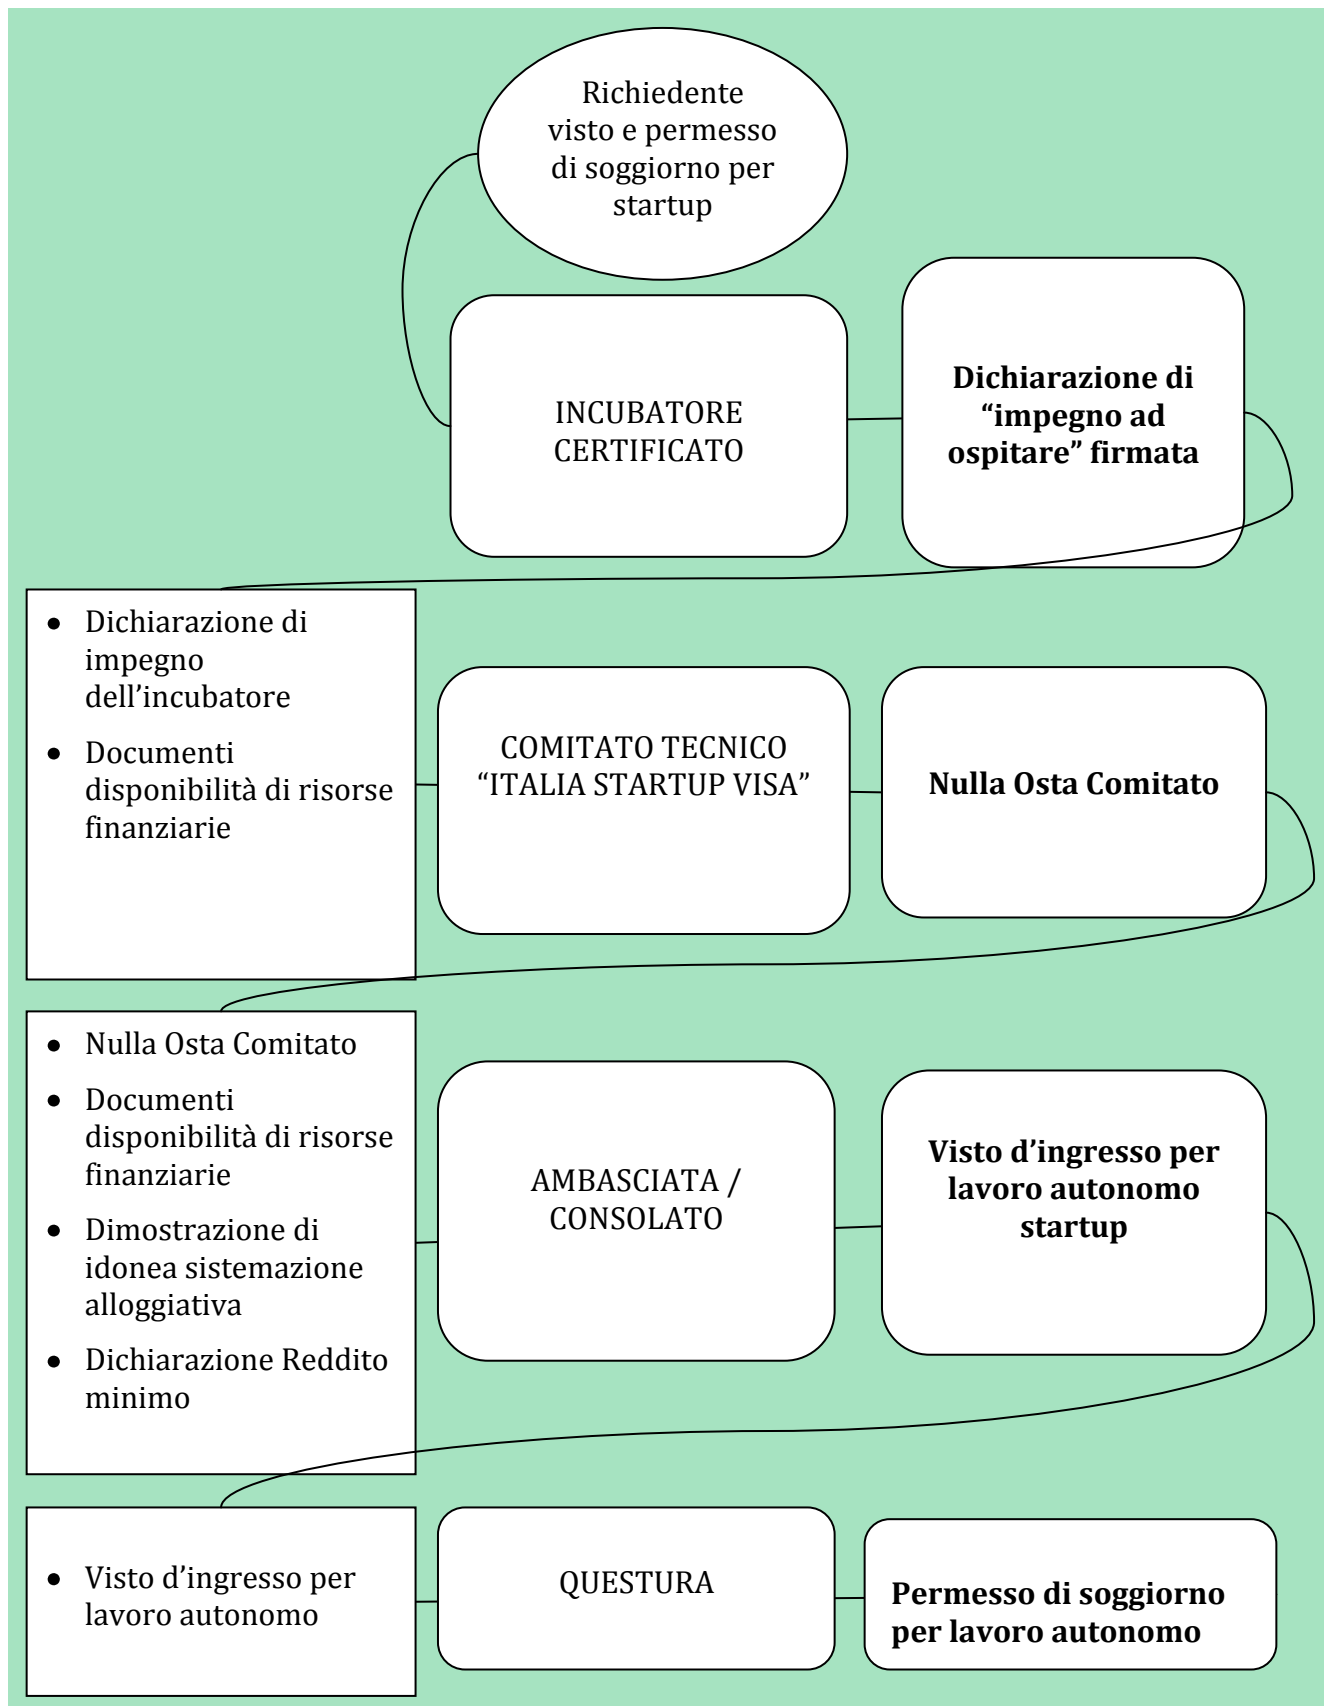 Richiedente
visto e permesso
di soggiorno per
startup
INCUBATORE
CERTIFICATO
Dichiarazione di
“impegno ad
ospitare” firmata
• Dichiarazione di
impegno
dell’incubatore
• Documenti
disponibilità di risorse
finanziarie
COMITATO TECNICO
“ITALIA STARTUP VISA”
Nulla Osta Comitato
• Nulla Osta Comitato
• Documenti
disponibilità di risorse
finanziarie
• Dimostrazione di
idonea sistemazione
alloggiativa
• Dichiarazione Reddito
minimo
AMBASCIATA /
CONSOLATO
Visto d’ingresso per
lavoro autonomo
startup
• Visto d’ingresso per
lavoro autonomo
QUESTURA
Permesso di soggiorno
per lavoro autonomo